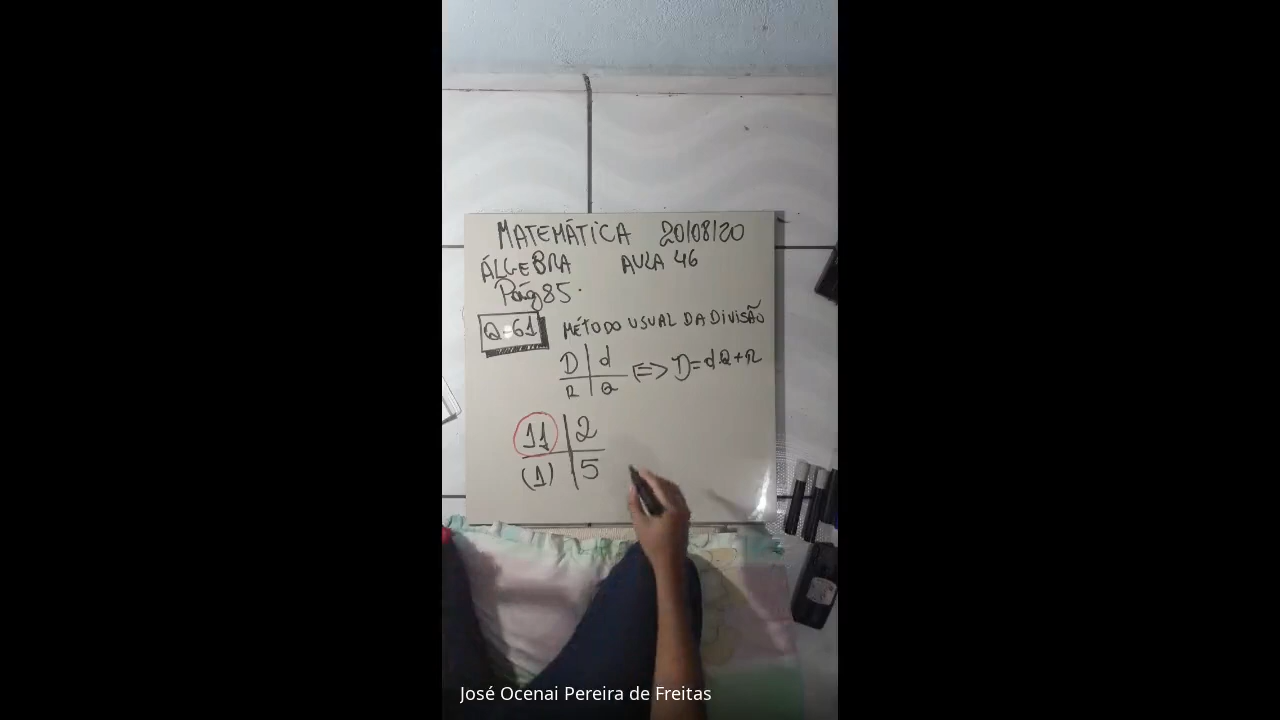 MATEMÁTICA 20/08/20
ÁLGEBRA AULA 46
Pág 85.
Q-61 MÉTODO USUAL DA DIVISÃO
D | d <=> D = d.Q + R
R | Q
11 | 2
(1) | 5
José Ocenai Pereira de Freitas